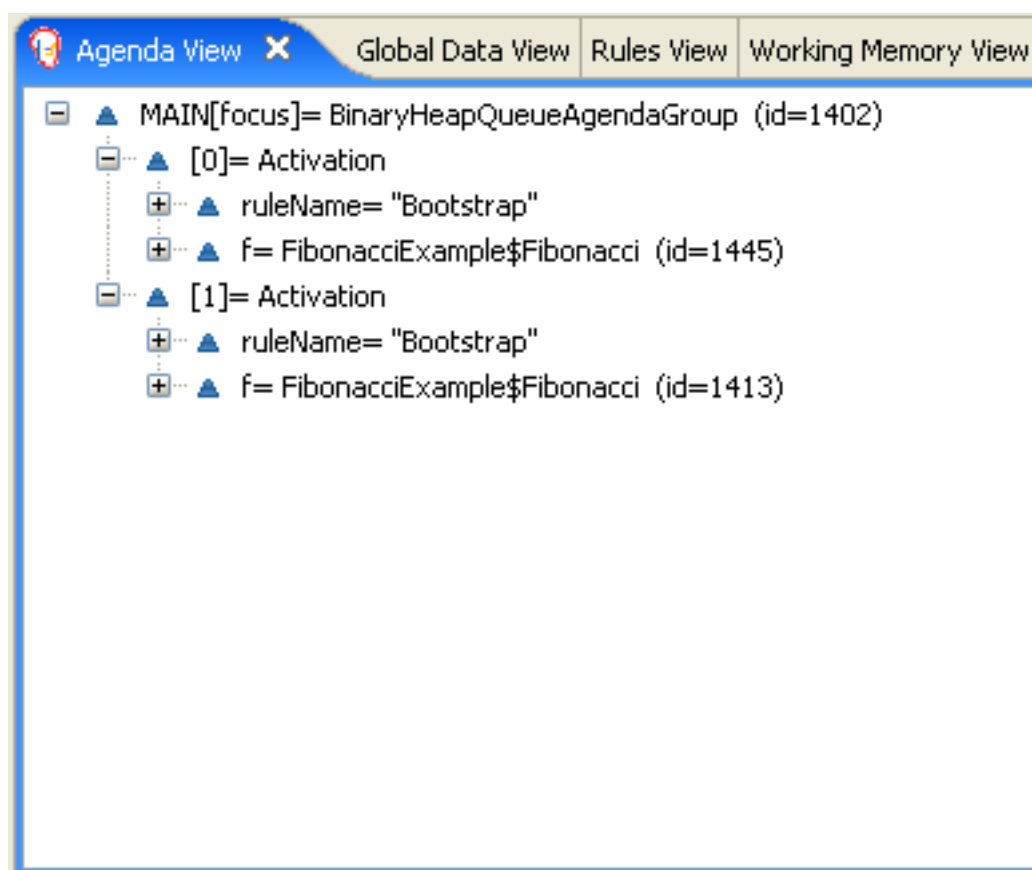 Agenda View Global Data View Rules View Working Memory View
MAIN[focus]= BinaryHeapQueueAgendaGroup (id=1402)
[0]= Activation
ruleName= "Bootstrap"
f= FibonacciExample$Fibonacci (id=1445)
[1]= Activation
ruleName= "Bootstrap"
f= FibonacciExample$Fibonacci (id=1413)